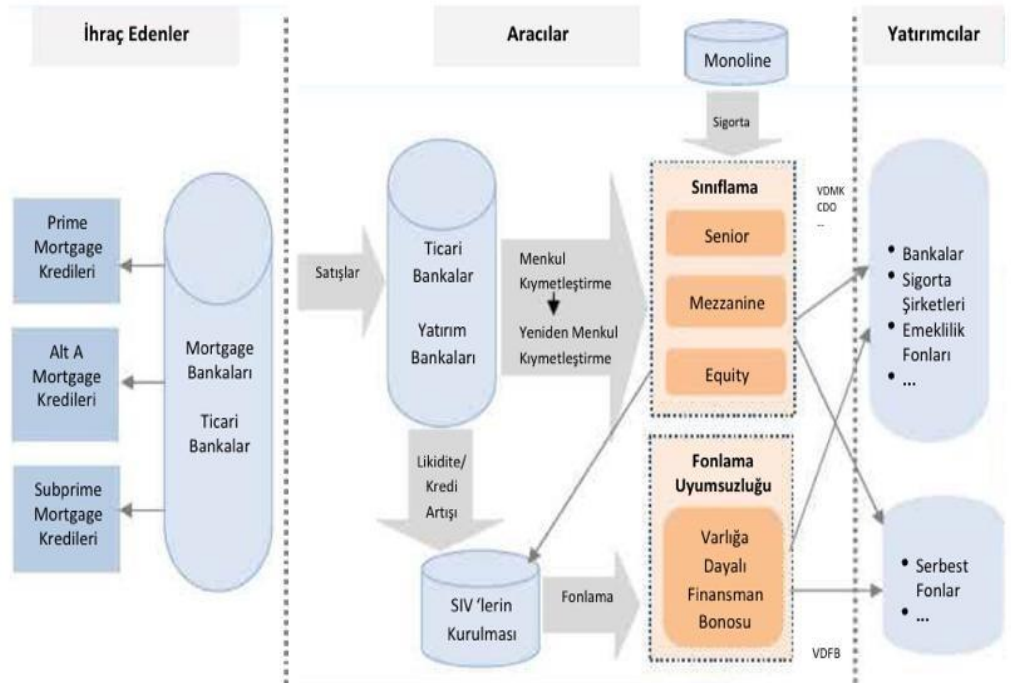 İhraç Edenler
Aracılar
Yatırımcılar
Monoline
Sigorta
Prime
Mortgage
Kredileri
Alt A
Mortgage
Kredileri
Subprime
Mortgage
Kredileri
Mortgage
Bankaları
Ticari
Bankalar
Satışlar
Ticari
Bankalar
Yatırım
Bankaları
Menkul
Kıymetleştirme
Yeniden Menkul
Kıymetleştirme
Sınıflama
Senior
Mezzanine
Equity
VDMK
CDO
..
• Bankalar
• Sigorta
Şirketleri
• Emeklilik
Fonları
• ...
Likidite/
Kredi
Artışı
SIV 'lerin
Kurulması
Fonlama
Fonlama
Uyumsuzluğu
Varlığa
Dayalı
Finansman
Bonosu
VDFB
• Serbest
Fonlar
• ...